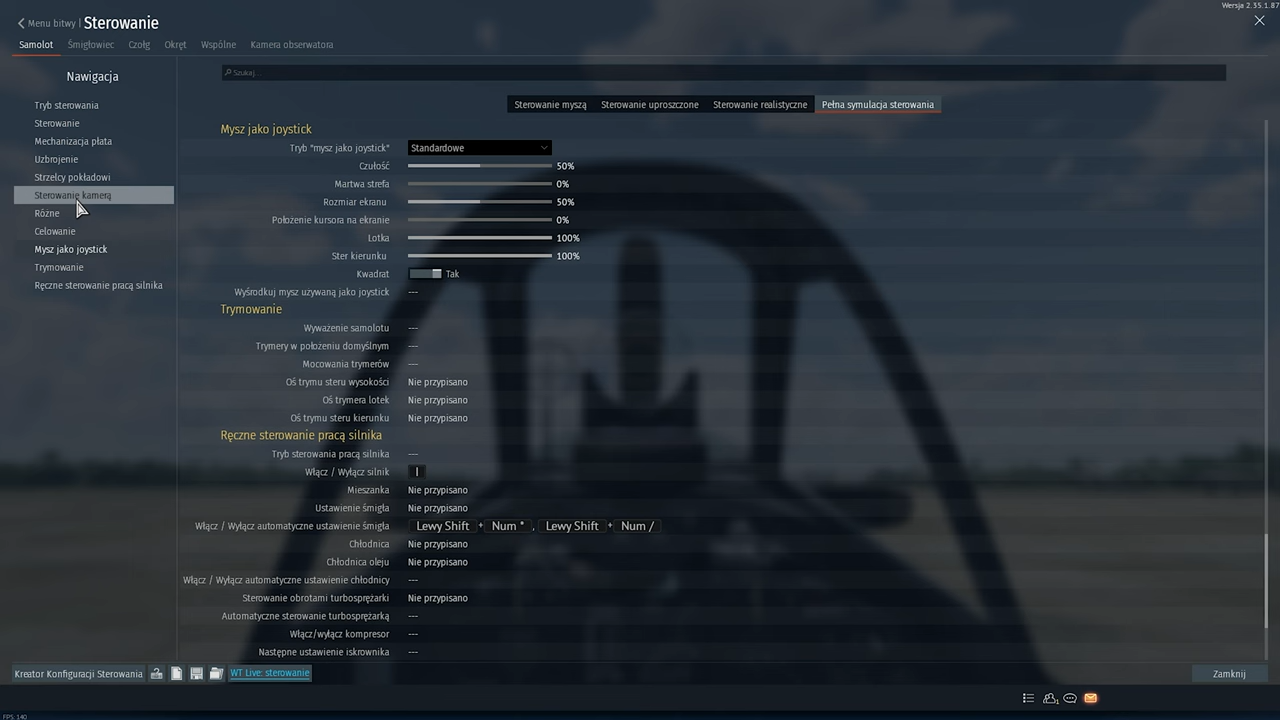 Wersja 2.35.1.87
Menu bitwy | Sterowanie
Samolot Śmigłowiec Czołg Okręt Wspólne Kamera obserwatora
Nawigacja
Tryb sterowania
Sterowanie
Mechanizacja płata
Uzbrojenie
Strzelcy pokładowi
Sterowanie kamerą
Różne
Celowanie
Mysz jako joystick
Trymowanie
Ręczne sterowanie pracą silnika
Szukaj...
Sterowanie myszą Sterowanie uproszczone Sterowanie realistyczne Pełna symulacja sterowania
Mysz jako joystick
Tryb "mysz jako joystick" Standardowe
Czułość 50%
Martwa strefa 0%
Rozmiar ekranu 50%
Położenie kursora na ekranie 0%
Lotka 100%
Ster kierunku 100%
Kwadrat Tak
Wyśrodkuj mysz używaną jako joystick ---
Trymowanie
Wyważenie samolotu ---
Trymery w położeniu domyślnym ---
Mocowania trymerów ---
Oś trymu steru wysokości Nie przypisano
Oś trymera lotek Nie przypisano
Oś trymu steru kierunku Nie przypisano
Ręczne sterowanie pracą silnika
Tryb sterowania pracą silnika ---
Włącz / Wyłącz silnik I
Mieszanka Nie przypisano
Ustawienie śmigła Nie przypisano
Włącz / Wyłącz automatyczne ustawienie śmigła Lewy Shift + Num * , Lewy Shift + Num /
Chłodnica Nie przypisano
Chłodnica oleju Nie przypisano
Włącz / Wyłącz automatyczne ustawienie chłodnicy ---
Sterowanie obrotami turbosprężarki Nie przypisano
Automatyczne sterowanie turbosprężarką ---
Włącz/wyłącz kompresor ---
Następne ustawienie iskrownika ---
Kreator Konfiguracji Sterowania WT Live: sterowanie Zamknij
1
FPS: 140